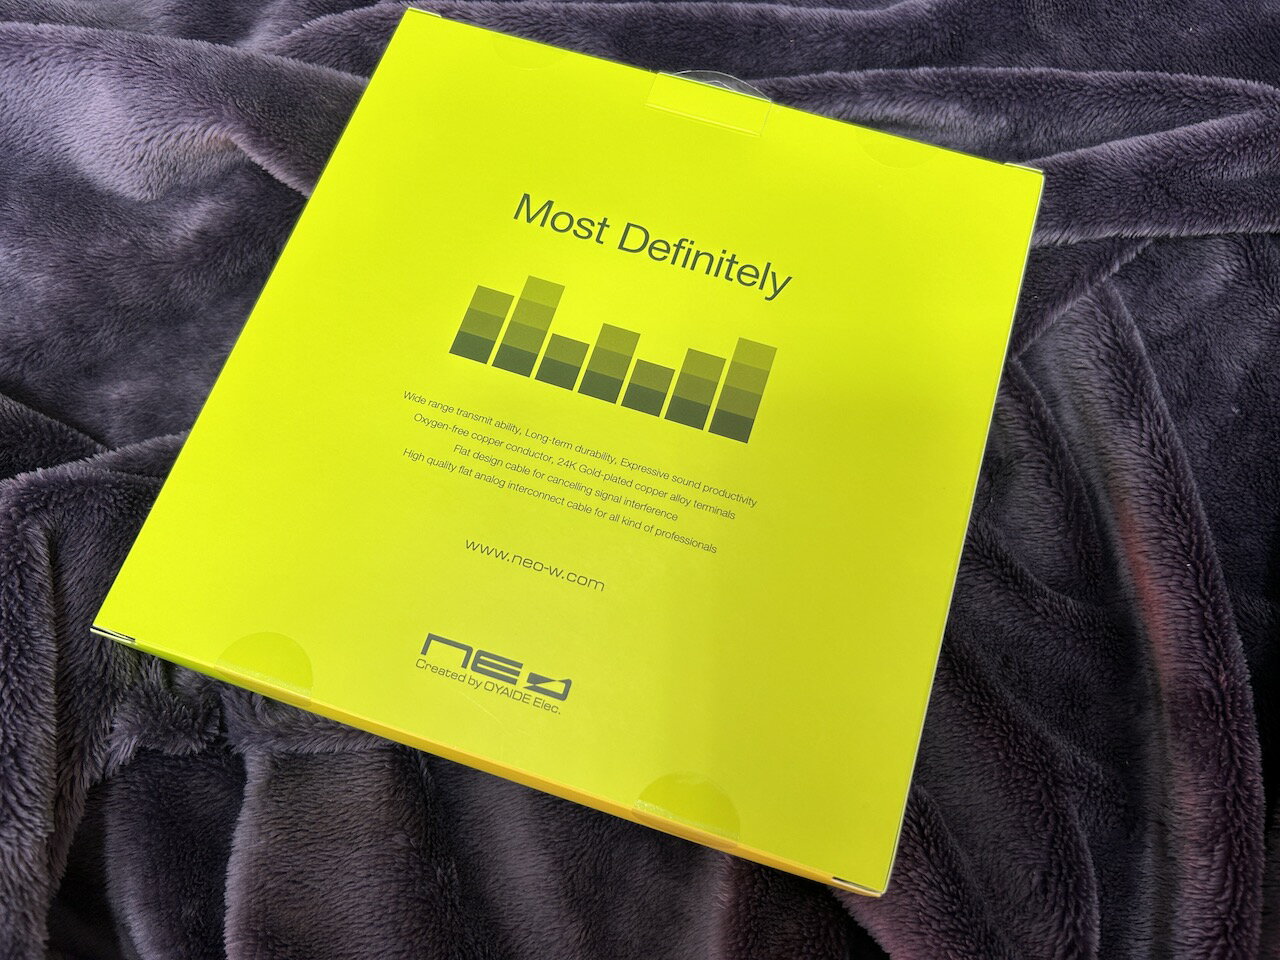 Most Definitely
Wide range transmit ability, Long-term durability, Expressive sound productivity
Oxygen-free copper conductor, 24K Gold-plated copper alloy terminals
Flat design cable for cancelling signal interference
High quality flat analog interconnect cable for all kind of professionals
www.neo-w.com
neo
Created by OYAIDE Elec.